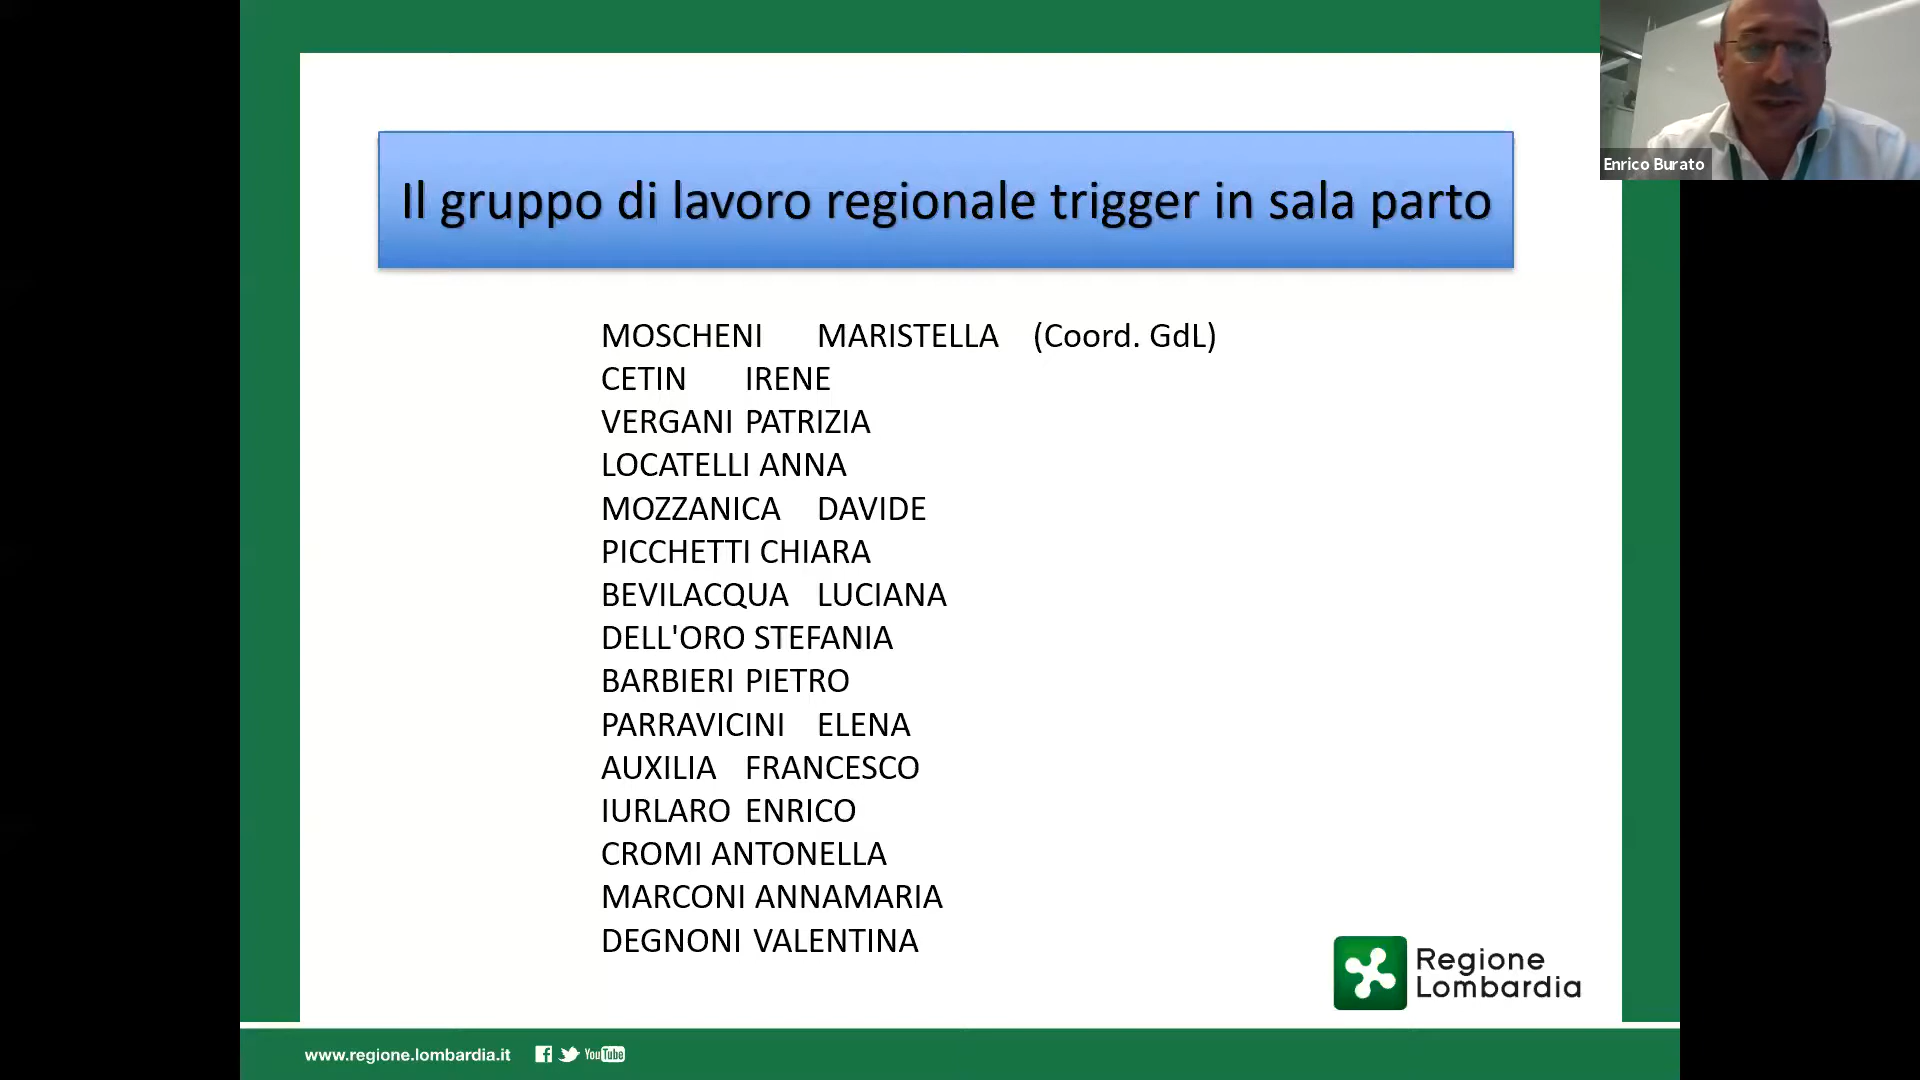 Enrico Burato
Il gruppo di lavoro regionale trigger in sala parto
MOSCHENI MARISTELLA (Coord. GdL)
CETIN IRENE
VERGANI PATRIZIA
LOCATELLI ANNA
MOZZANICA DAVIDE
PICCHETTI CHIARA
BEVILACQUA LUCIANA
DELL'ORO STEFANIA
BARBIERI PIETRO
PARRAVICINI ELENA
AUXILIA FRANCESCO
IURLARO ENRICO
CROMI ANTONELLA
MARCONI ANNAMARIA
DEGNONI VALENTINA
Regione
Lombardia
www.regione.lombardia.it YouTube